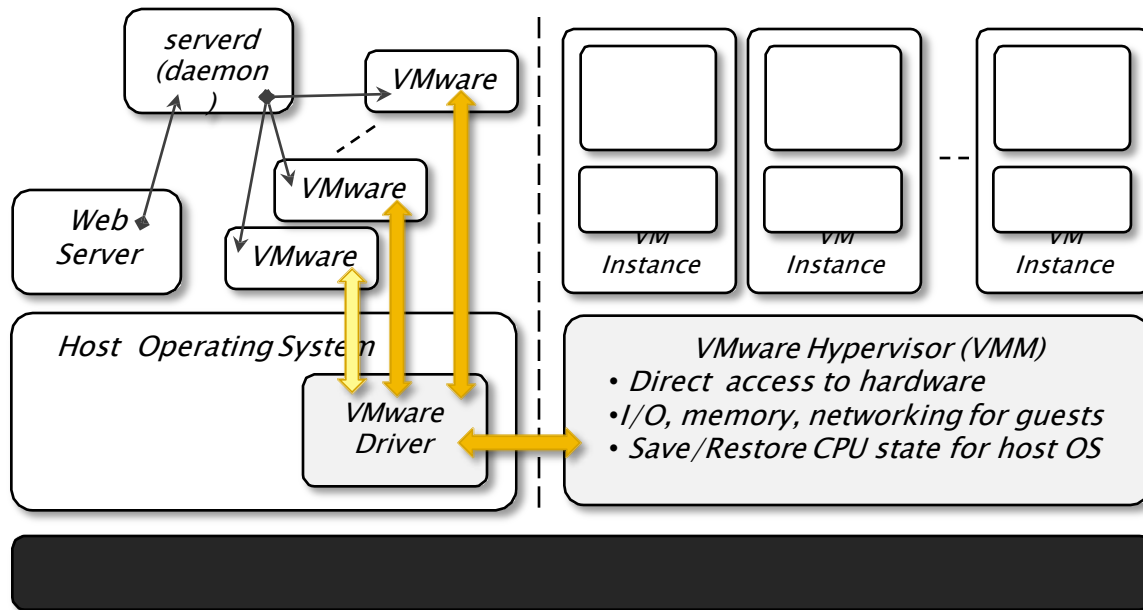 serverd
(daemon
)
VMware
VMware
VMware
Web
Server
Host Operating System
VMware
Driver
VM
Instance
VM
Instance
VM
Instance
VMware Hypervisor (VMM)
• Direct access to hardware
• I/O, memory, networking for guests
• Save/Restore CPU state for host OS